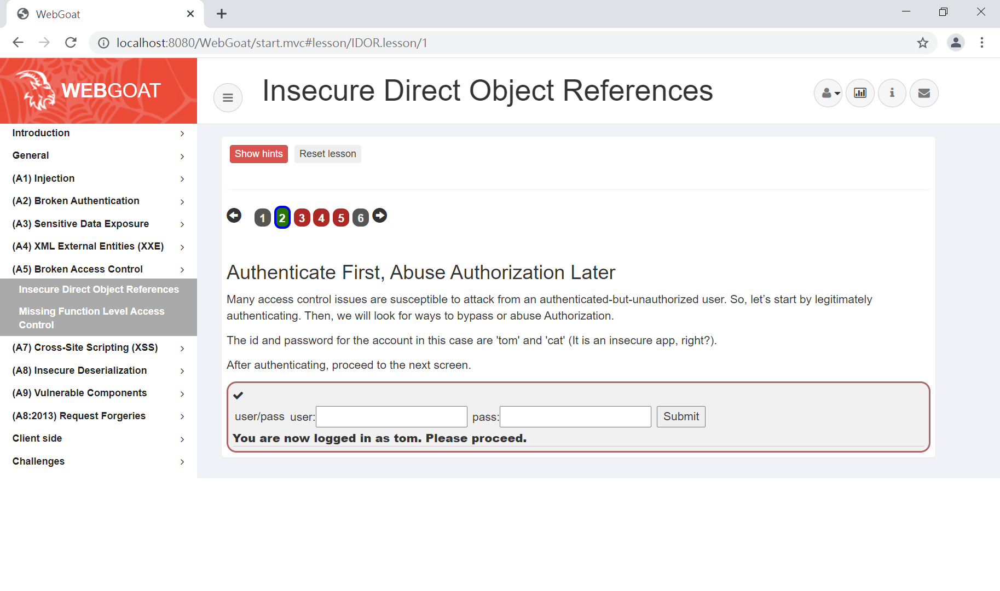 WebGoat
localhost:8080/WebGoat/start.mvc#lesson/IDOR.lesson/1
WEBGOAT
Insecure Direct Object References
Introduction
General
(A1) Injection
(A2) Broken Authentication
(A3) Sensitive Data Exposure
(A4) XML External Entities (XXE)
(A5) Broken Access Control
Insecure Direct Object References
Missing Function Level Access
Control
(A7) Cross-Site Scripting (XSS)
(A8) Insecure Deserialization
(A9) Vulnerable Components
(A8:2013) Request Forgeries
Client side
Challenges
Show hints Reset lesson
1 2 3 4 5 6
Authenticate First, Abuse Authorization Later
Many access control issues are susceptible to attack from an authenticated-but-unauthorized user. So, let’s start by legitimately
authenticating. Then, we will look for ways to bypass or abuse Authorization.
The id and password for the account in this case are 'tom' and 'cat' (It is an insecure app, right?).
After authenticating, proceed to the next screen.
user/pass user: pass: Submit
You are now logged in as tom. Please proceed.